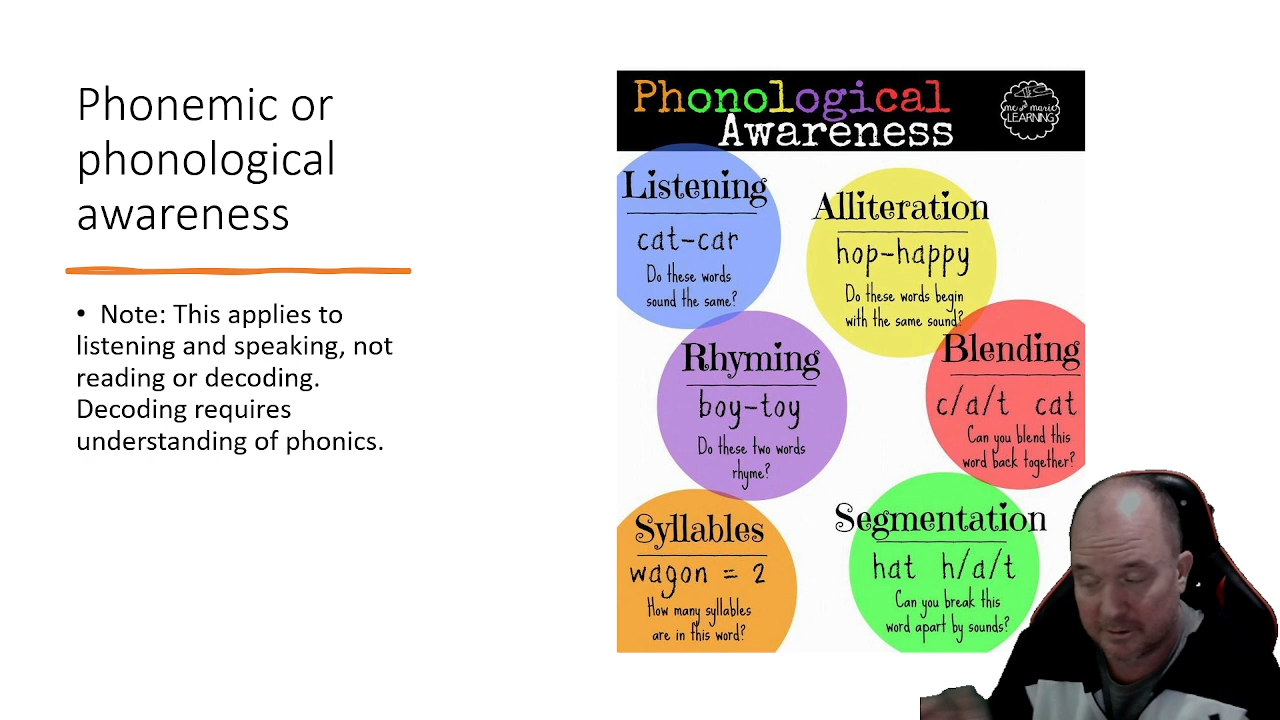 Phonemic or
phonological
awareness
• Note: This applies to
listening and speaking, not
reading or decoding.
Decoding requires
understanding of phonics.
Phonological
Awareness
me & marie
LEARNING
Listening
cat-car
Do these words
sound the same?
Alliteration
hop-happy
Do these words begin
with the same sound?
Rhyming
boy-toy
Do these two words
rhyme?
Blending
c/a/t cat
Can you blend this
word back together?
Syllables
wagon = 2
How many syllables
are in this word?
Segmentation
hat h/a/t
Can you break this
word apart by sounds?